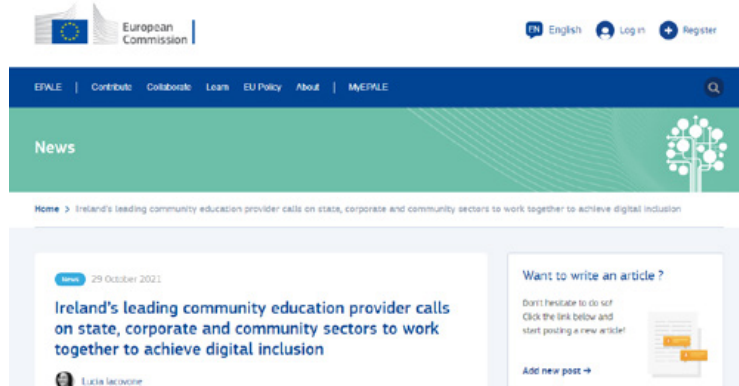 European
Commission
EN English Log in Register
EPALE | Contribute Collaborate Learn EU Policy About | MyEPALE
News
Home > Ireland's leading community education provider calls on state, corporate and community sectors to work together to achieve digital inclusion
News 29 October 2021
Ireland's leading community education provider calls
on state, corporate and community sectors to work
together to achieve digital inclusion
Lucia Iacovone
Want to write an article ?
Don't hesitate to do so!
Click the link below and
start posting a new article!
Add new post →